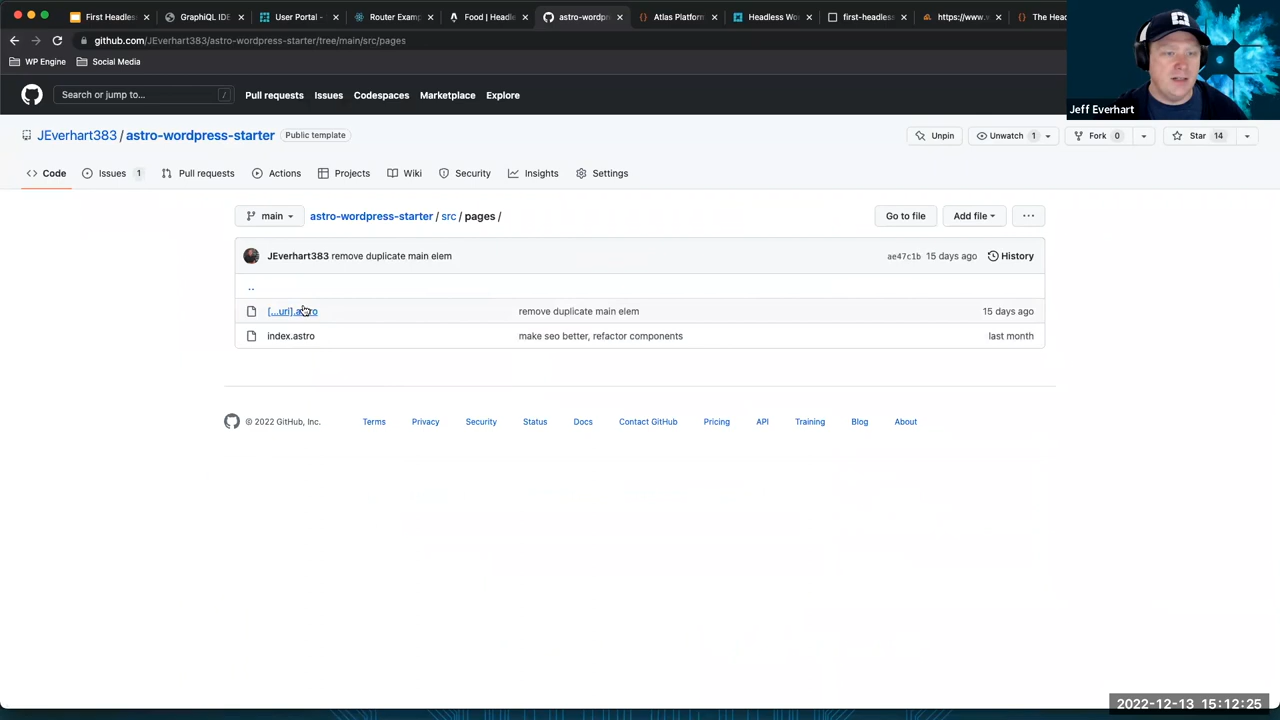 First Headles
GraphiQL IDE
User Portal -
Router Examp
Food | Heade
astro-wordpr
Atlas Platform
Headless Wo
first-headless
https://www.w
The Head
github.com/JEverhart383/astro-wordpress-starter/tree/main/src/pages
WP Engine
Social Media
Jeff Everhart
Search or jump to... /
Pull requests Issues Codespaces Marketplace Explore
JEverhart383 / astro-wordpress-starter Public template
Unpin Unwatch 1 Fork 0 Star 14
Code Issues 1 Pull requests Actions Projects Wiki Security Insights Settings
main astro-wordpress-starter / src / pages / Go to file Add file ...
JEverhart383 remove duplicate main elem ae47c1b 15 days ago History
..
[...uri].astro remove duplicate main elem 15 days ago
index.astro make seo better, refactor components last month
© 2022 GitHub, Inc. Terms Privacy Security Status Docs Contact GitHub Pricing API Training Blog About
2022-12-13 15:12:25